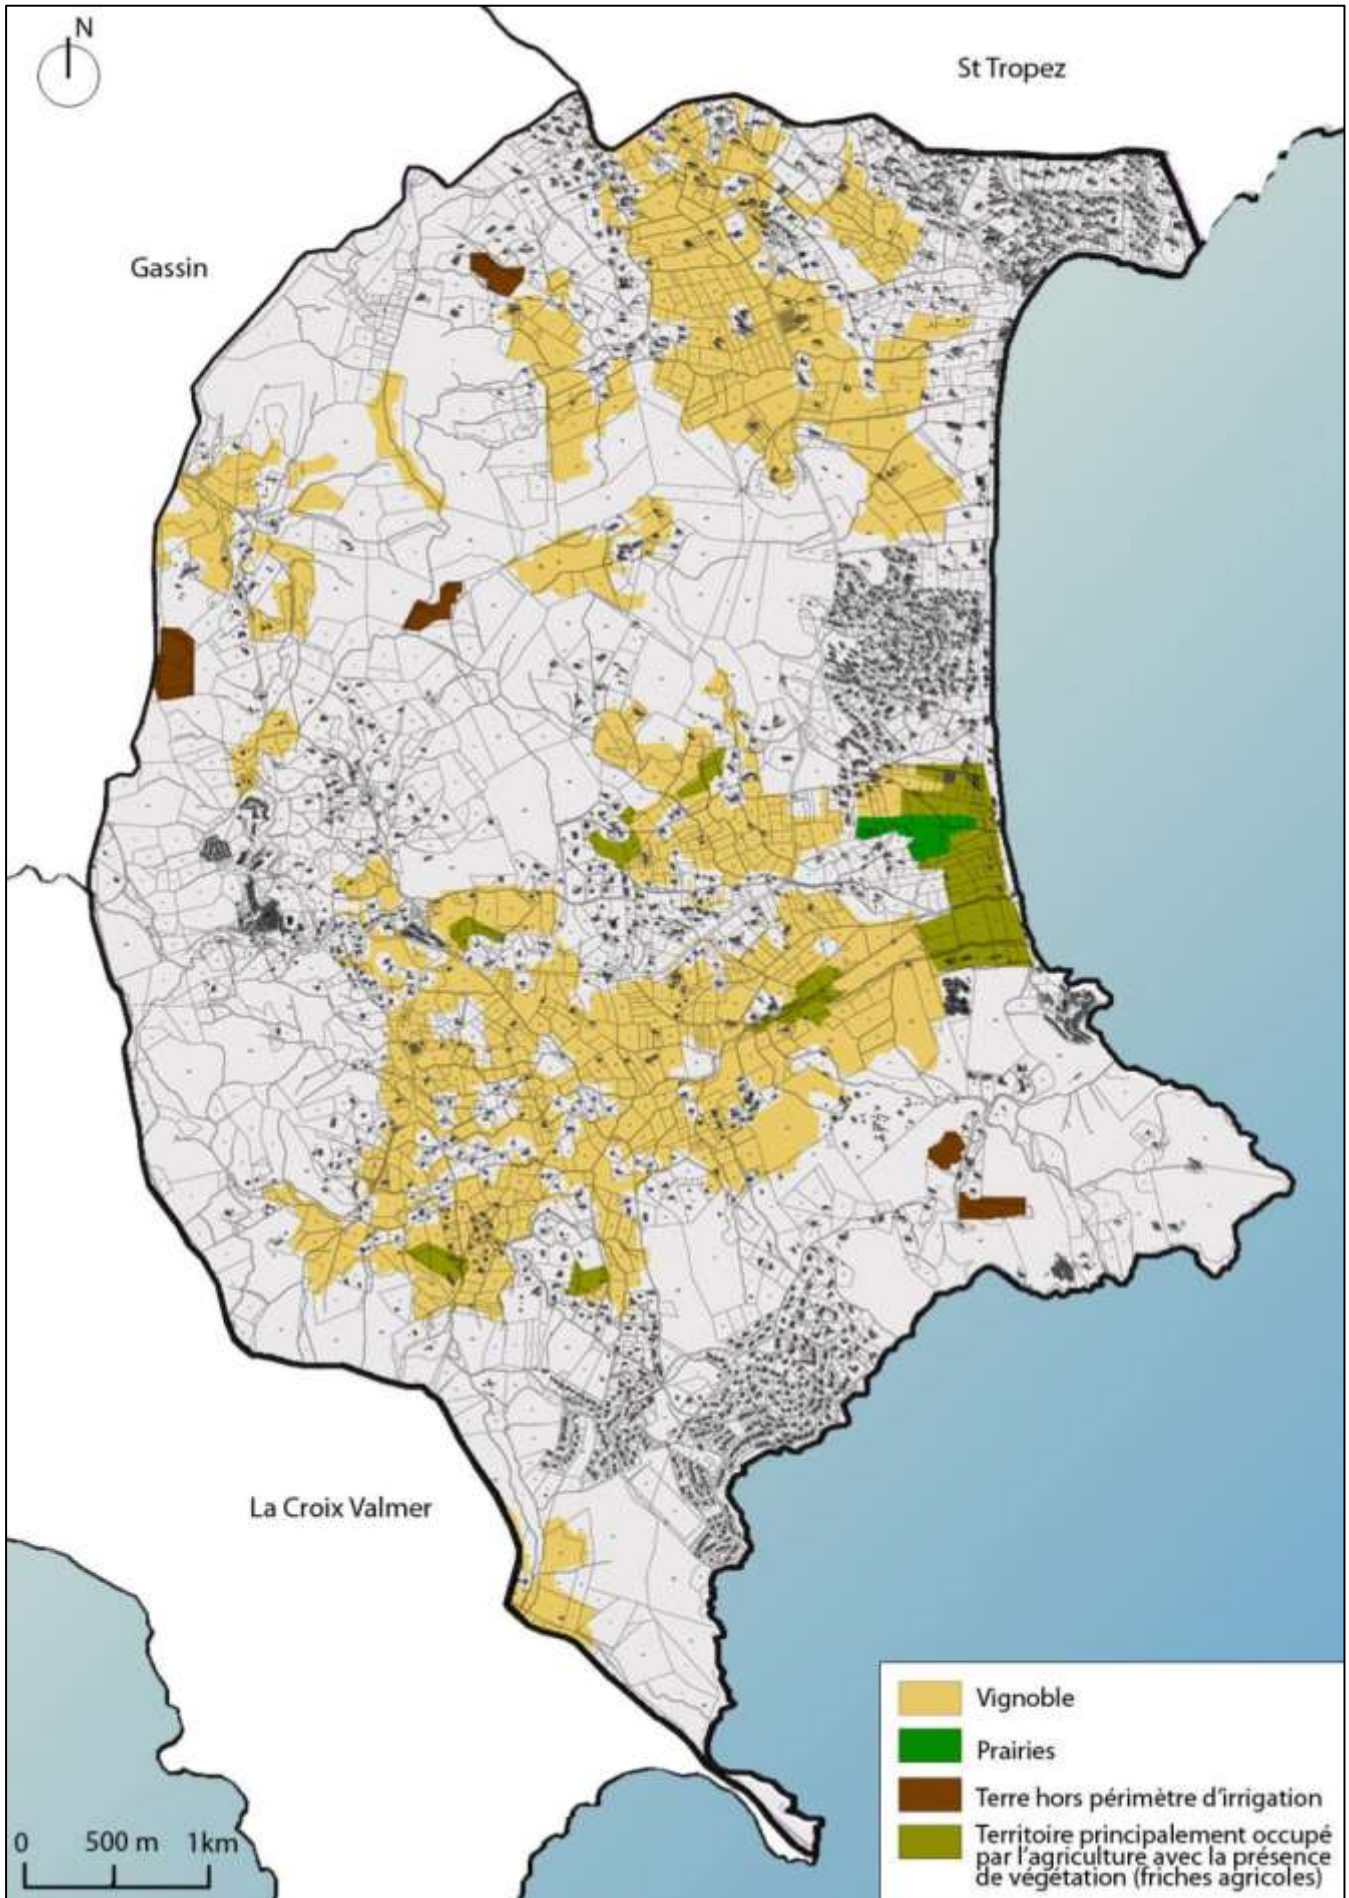 N
St Tropez
Gassin
La Croix Valmer
Vignoble
Prairies
Terre hors périmètre d'irrigation
Territoire principalement occupé
par l'agriculture avec la présence
de végétation (friches agricoles)
0 500 m 1km